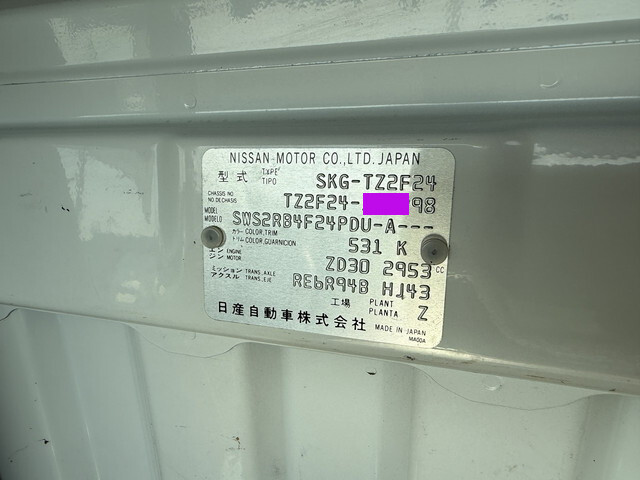 NISSAN MOTOR CO.,LTD. JAPAN
型式 TYPE TIPO SKG-TZ2F24
CHASSIS NO. NO. DE CHASIS TZ2F24- 98
MODEL MODELO SWS2RB4F24PDU-A---
カラー COLOR,TRIM トリム COLOR,GUARNICION 531 K
エンジン ENGINE MOTOR ZD30 2953 CC
ミッション TRANS.AXLE アクスル TRANS.EJE RE6R94B HJ43
工場 PLANT PLANTA Z
日産自動車株式会社 MADE IN JAPAN
MA00A